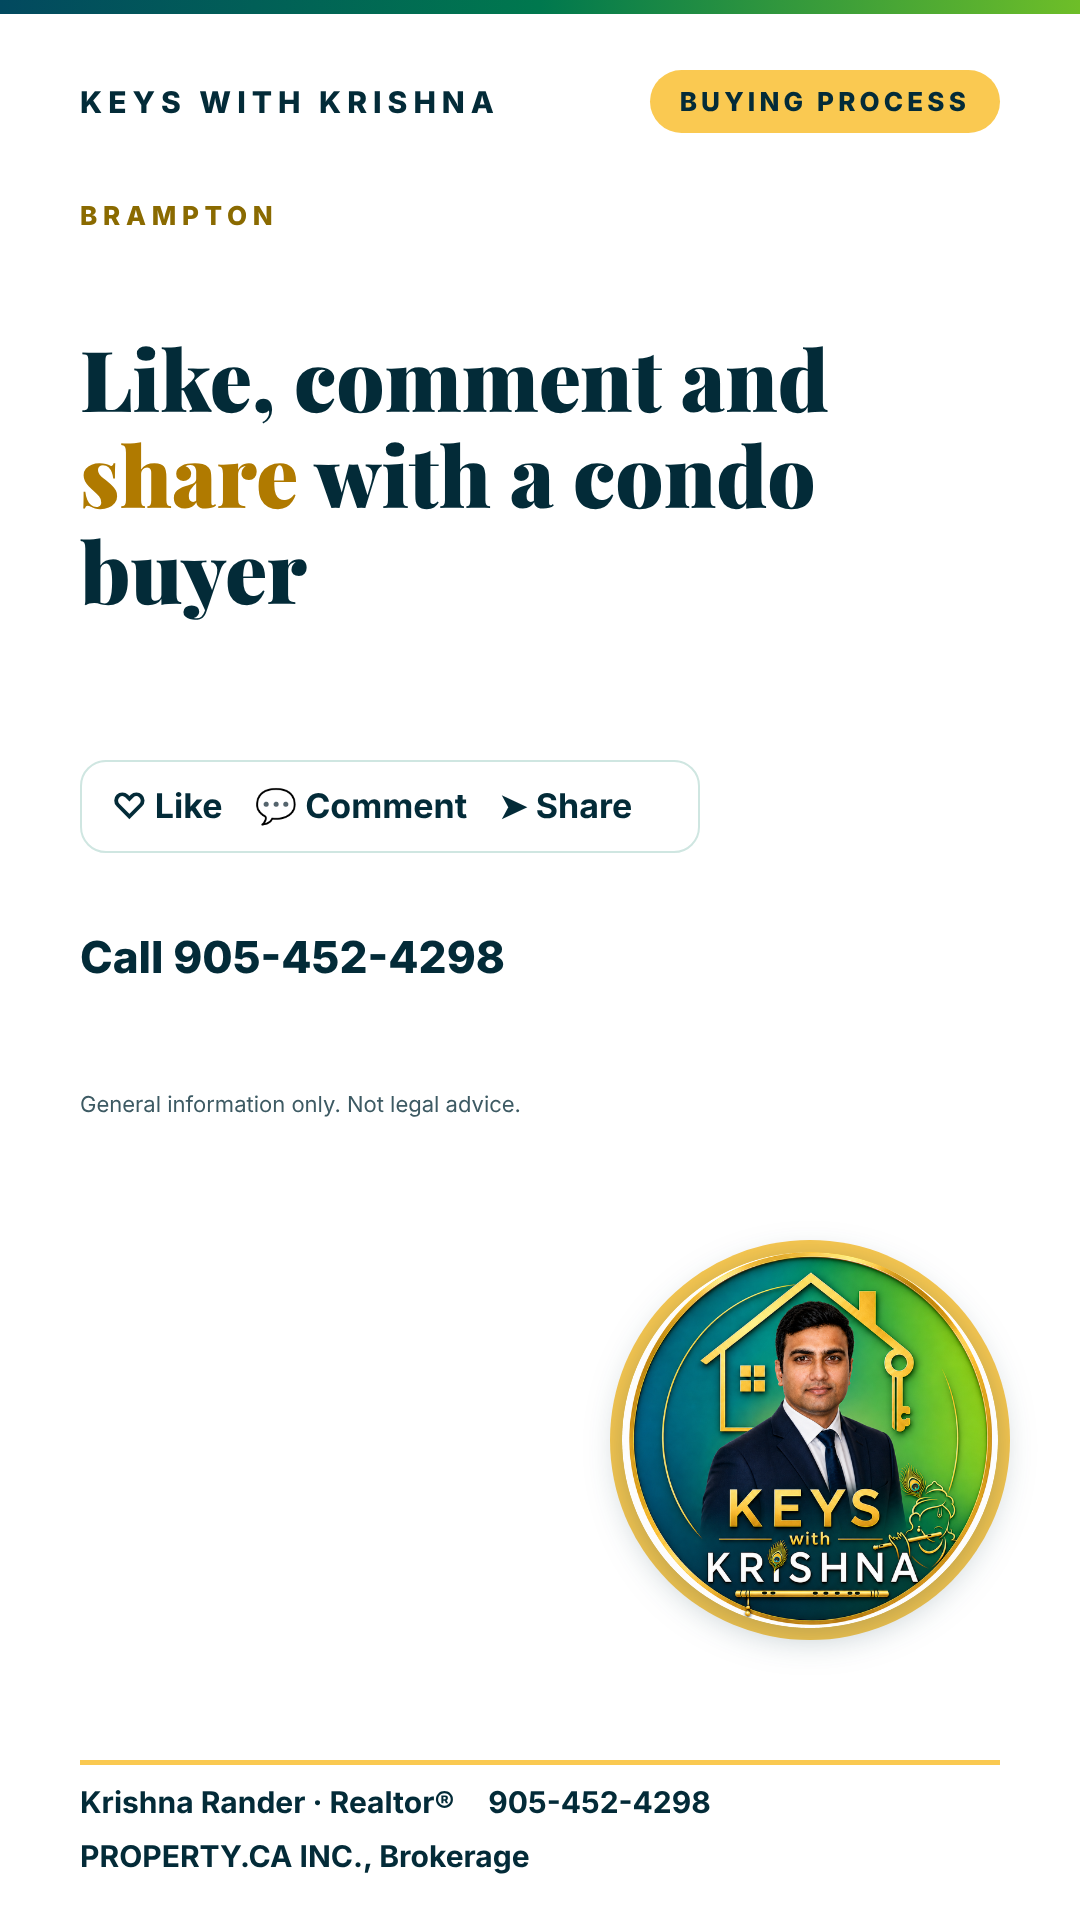 KEYS WITH KRISHNA
BUYING PROCESS
BRAMPTON
Like, comment and
share with a condo
buyer
♡ Like 💬 Comment ➤ Share
Call 905-452-4298
General information only. Not legal advice.
KEYS
with
KRISHNA
Krishna Rander · Realtor® 905-452-4298
PROPERTY.CA INC., Brokerage